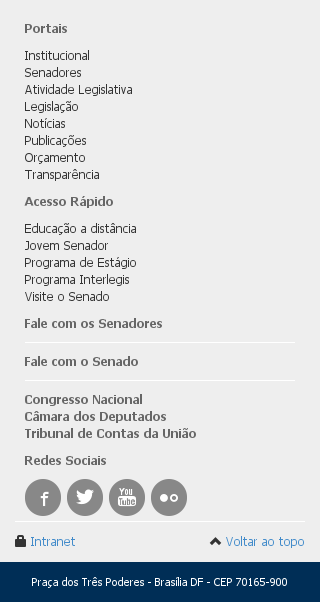 Portais
Institucional
Senadores
Atividade Legislativa
Legislação
Notícias
Publicações
Orçamento
Transparência
Acesso Rápido
Educação a distância
Jovem Senador
Programa de Estágio
Programa Interlegis
Visite o Senado
Fale com os Senadores
Fale com o Senado
Congresso Nacional
Câmara dos Deputados
Tribunal de Contas da União
Redes Sociais
f You Tube
Intranet Voltar ao topo
Praça dos Três Poderes - Brasília DF - CEP 70165-900